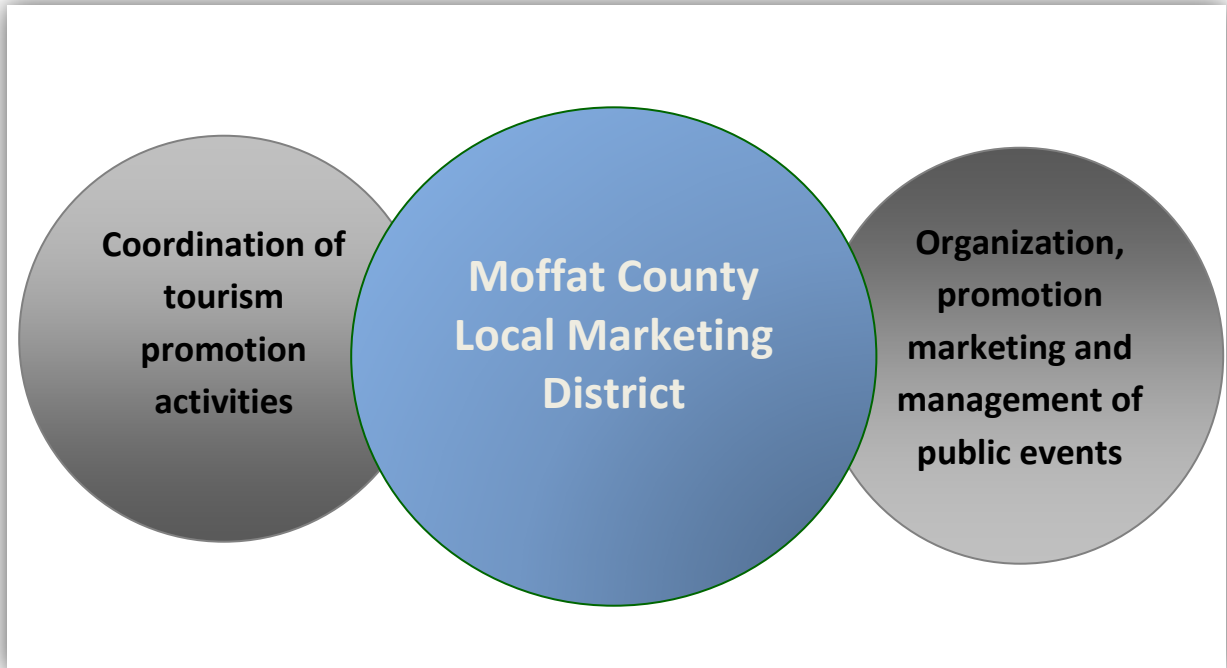 Coordination of
tourism
promotion
activities
Moffat County
Local Marketing
District
Organization,
promotion
marketing and
management of
public events